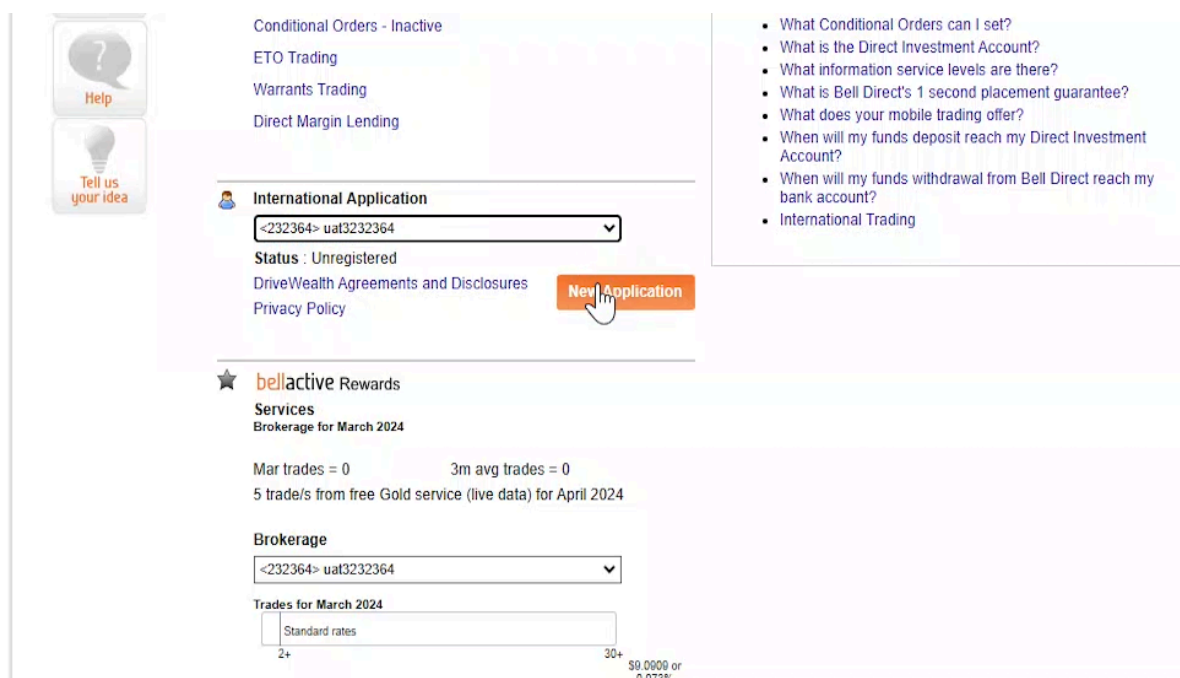 Help
Tell us
your idea
Conditional Orders - Inactive
ETO Trading
Warrants Trading
Direct Margin Lending
International Application
<232364> uat3232364
Status : Unregistered
DriveWealth Agreements and Disclosures
New Application
Privacy Policy
bellactive Rewards
Services
Brokerage for March 2024
Mar trades = 0 3m avg trades = 0
5 trade/s from free Gold service (live data) for April 2024
Brokerage
<232364> uat3232364
Trades for March 2024
Standard rates
2+ 30+
$9.0909 or
What Conditional Orders can I set?
What is the Direct Investment Account?
What information service levels are there?
What is Bell Direct's 1 second placement guarantee?
What does your mobile trading offer?
When will my funds deposit reach my Direct Investment
Account?
When will my funds withdrawal from Bell Direct reach my
bank account?
International Trading